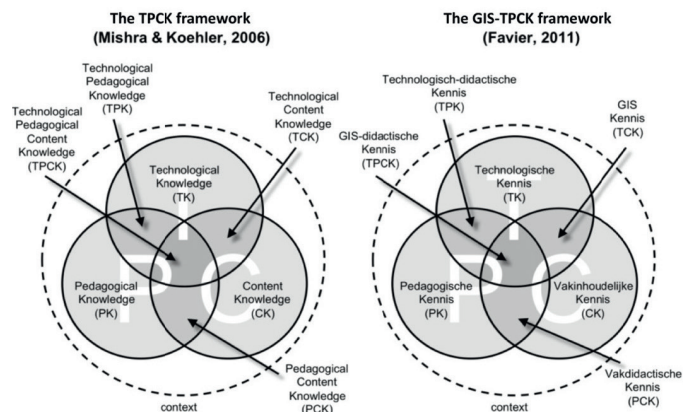 The TPCK framework
(Mishra & Koehler, 2006)
Technological
Pedagogical
Knowledge
(TPK)
Technological
Pedagogical
Content
Knowledge
(TPCK)
Technological
Content
Knowledge
(TCK)
Technological
Knowledge
(TK)
T
Pedagogical
Knowledge
(PK)
P
C
Content
Knowledge
(CK)
Pedagogical
Content
Knowledge
(PCK)
context
The GIS-TPCK framework
(Favier, 2011)
Technologisch-didactische
Kennis
(TPK)
GIS-didactische
Kennis
(TPCK)
GIS
Kennis
(TCK)
Technologische
Kennis
(TK)
T
Pedagogische
Kennis
(PK)
P
C
Vakinhoudelijke
Kennis
(CK)
Vakdidactische
Kennis
(PCK)
context